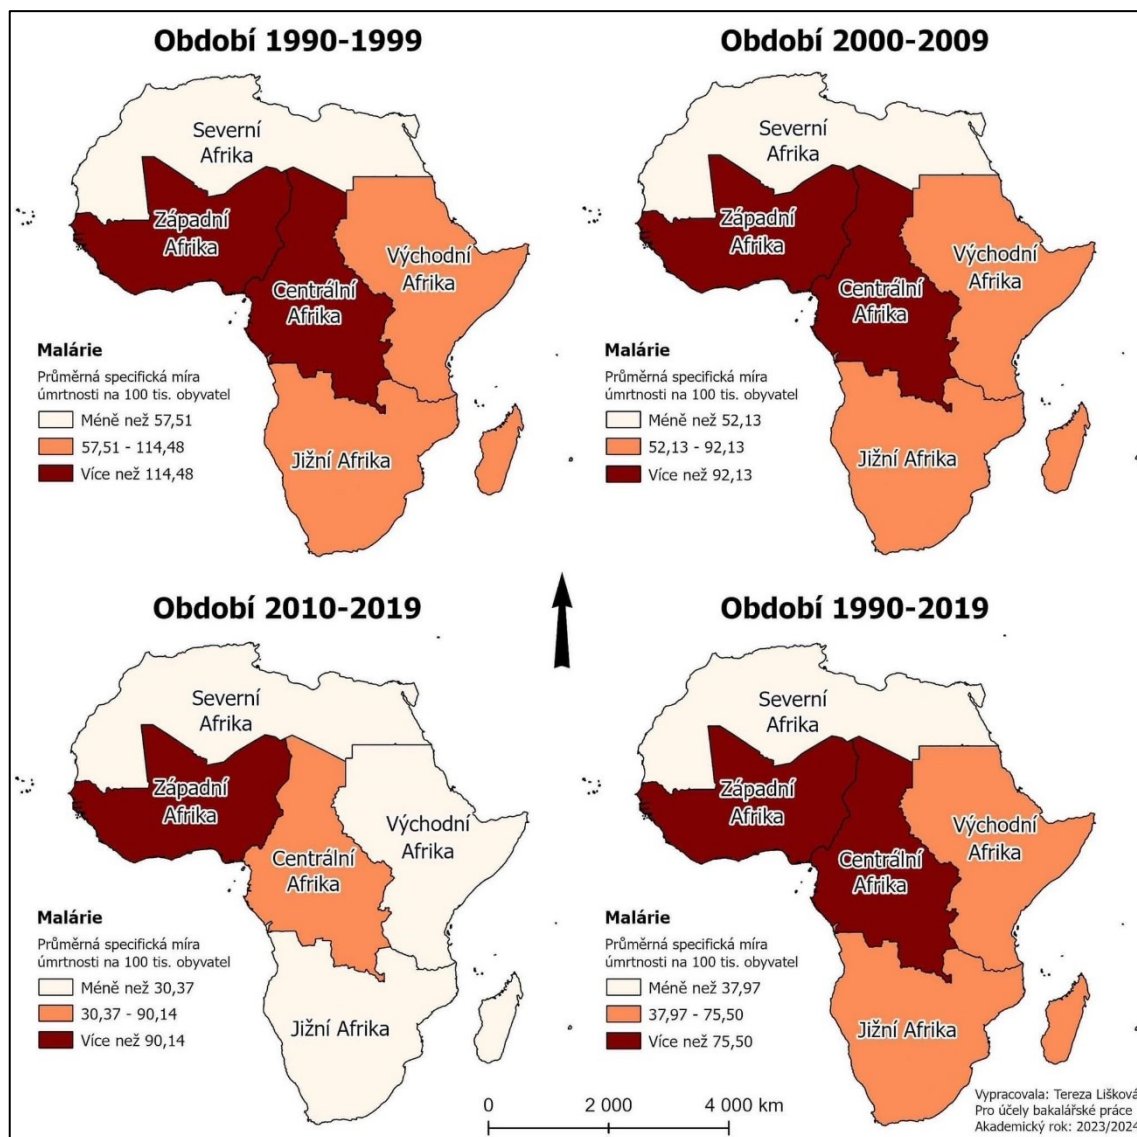 Období 1990-1999
Severní
Afrika
Západní
Afrika
Východní
Afrika
Centrální
Afrika
Jižní Afrika
Malárie
Průměrná specifická míra
úmrtnosti na 100 tis. obyvatel
Méně než 57,51
57,51 - 114,48
Více než 114,48
Období 2000-2009
Severní
Afrika
Západní
Afrika
Východní
Afrika
Centrální
Afrika
Jižní Afrika
Malárie
Průměrná specifická míra
úmrtnosti na 100 tis. obyvatel
Méně než 52,13
52,13 - 92,13
Více než 92,13
Období 2010-2019
Severní
Afrika
Západní
Afrika
Východní
Afrika
Centrální
Afrika
Jižní Afrika
Malárie
Průměrná specifická míra
úmrtnosti na 100 tis. obyvatel
Méně než 30,37
30,37 - 90,14
Více než 90,14
Období 1990-2019
Severní
Afrika
Západní
Afrika
Východní
Afrika
Centrální
Afrika
Jižní Afrika
Malárie
Průměrná specifická míra
úmrtnosti na 100 tis. obyvatel
Méně než 37,97
37,97 - 75,50
Více než 75,50
0 2 000 4 000 km
Vypracovala: Tereza Lišková
Pro účely bakalářské práce
Akademický rok: 2023/2024